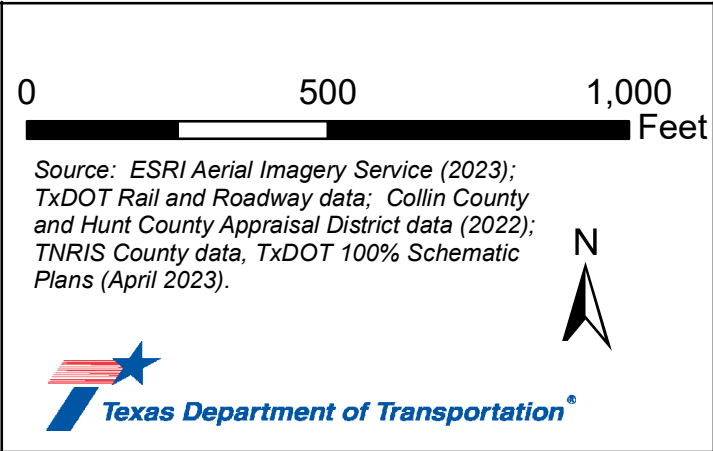 0 500 1,000
Feet
Source: ESRI Aerial Imagery Service (2023);
TxDOT Rail and Roadway data; Collin County
and Hunt County Appraisal District data (2022);
TNRIS County data, TxDOT 100% Schematic
Plans (April 2023).
N
Texas Department of Transportation®